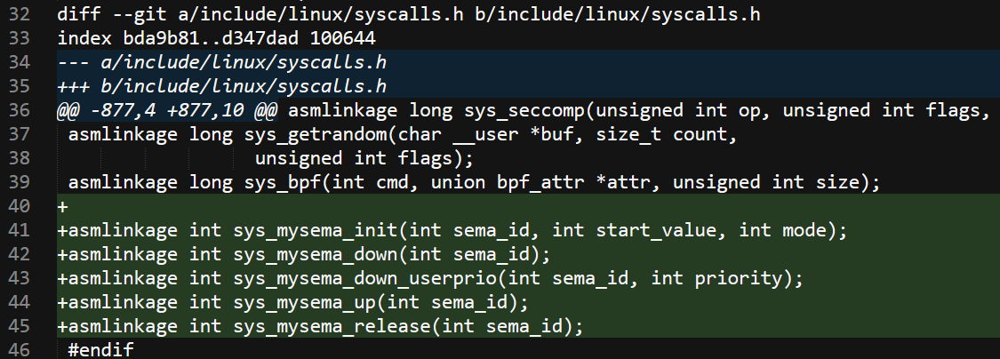 32 diff --git a/include/linux/syscalls.h b/include/linux/syscalls.h
33 index bda9b81..d347dad 100644
34 --- a/include/linux/syscalls.h
35 +++ b/include/linux/syscalls.h
36 @@ -877,4 +877,10 @@ asmlinkage long sys_seccomp(unsigned int op, unsigned int flags,
37  asmlinkage long sys_getrandom(char __user *buf, size_t count,
38                   unsigned int flags);
39  asmlinkage long sys_bpf(int cmd, union bpf_attr *attr, unsigned int size);
40 +
41 +asmlinkage int sys_mysema_init(int sema_id, int start_value, int mode);
42 +asmlinkage int sys_mysema_down(int sema_id);
43 +asmlinkage int sys_mysema_down_userprio(int sema_id, int priority);
44 +asmlinkage int sys_mysema_up(int sema_id);
45 +asmlinkage int sys_mysema_release(int sema_id);
46  #endif